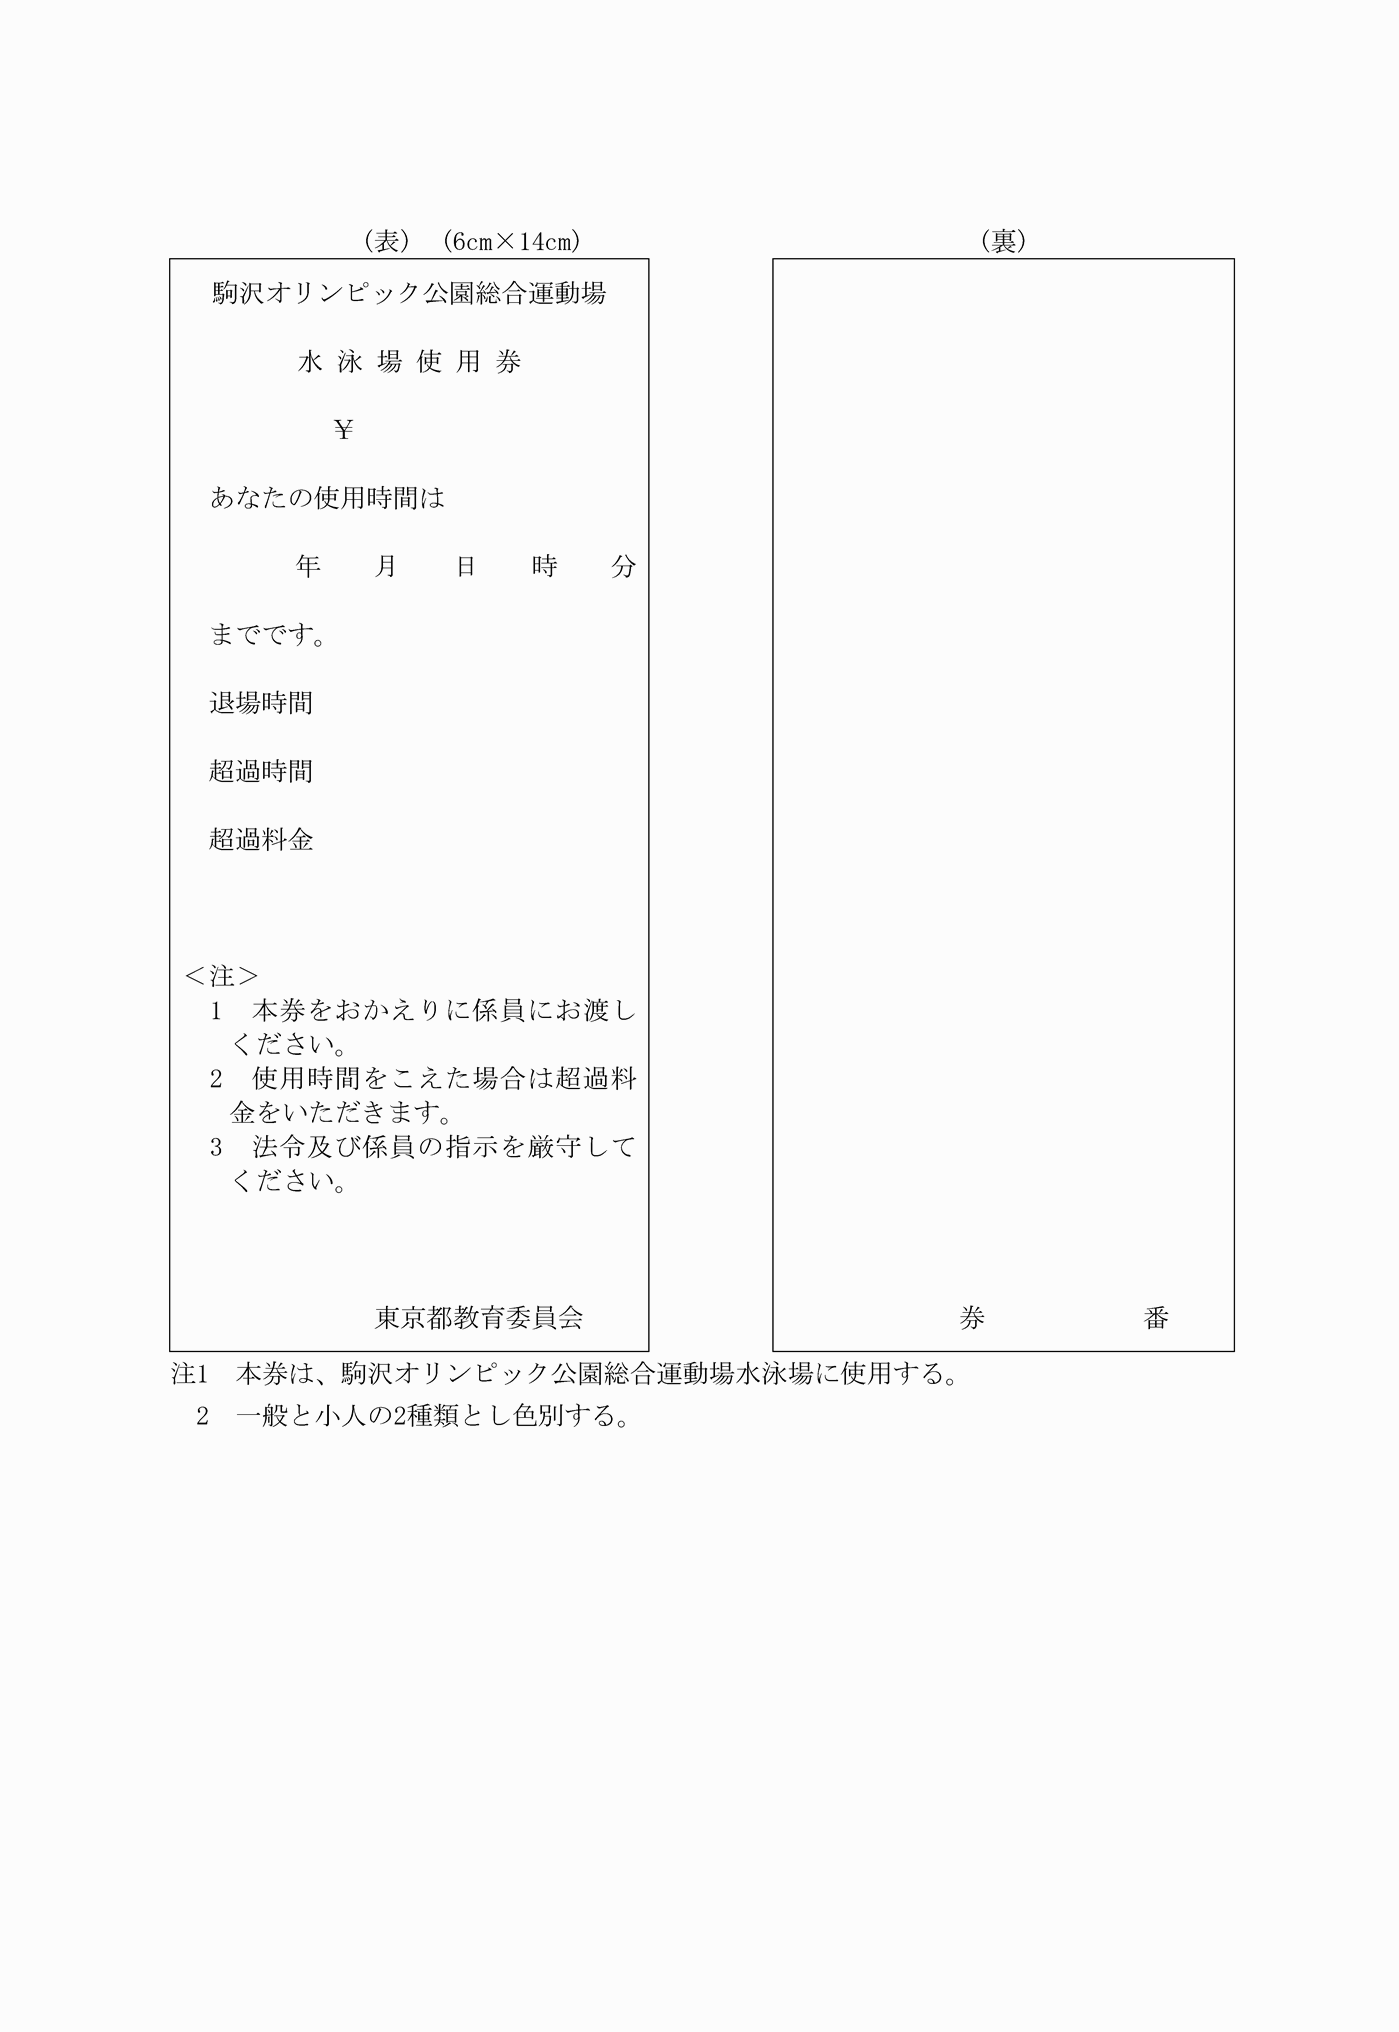 （表）（6cm×14cm）
駒沢オリンピック公園総合運動場
水泳場使用券
￥
あなたの使用時間は
年　月　日　時　分
までです。
退場時間
超過時間
超過料金
＜注＞
1　本券をおかえりに係員にお渡し
ください。
2　使用時間をこえた場合は超過料
金をいただきます。
3　法令及び係員の指示を厳守して
ください。
東京都教育委員会
（裏）
券　番
注1　本券は、駒沢オリンピック公園総合運動場水泳場に使用する。
2　一般と小人の2種類とし色別する。